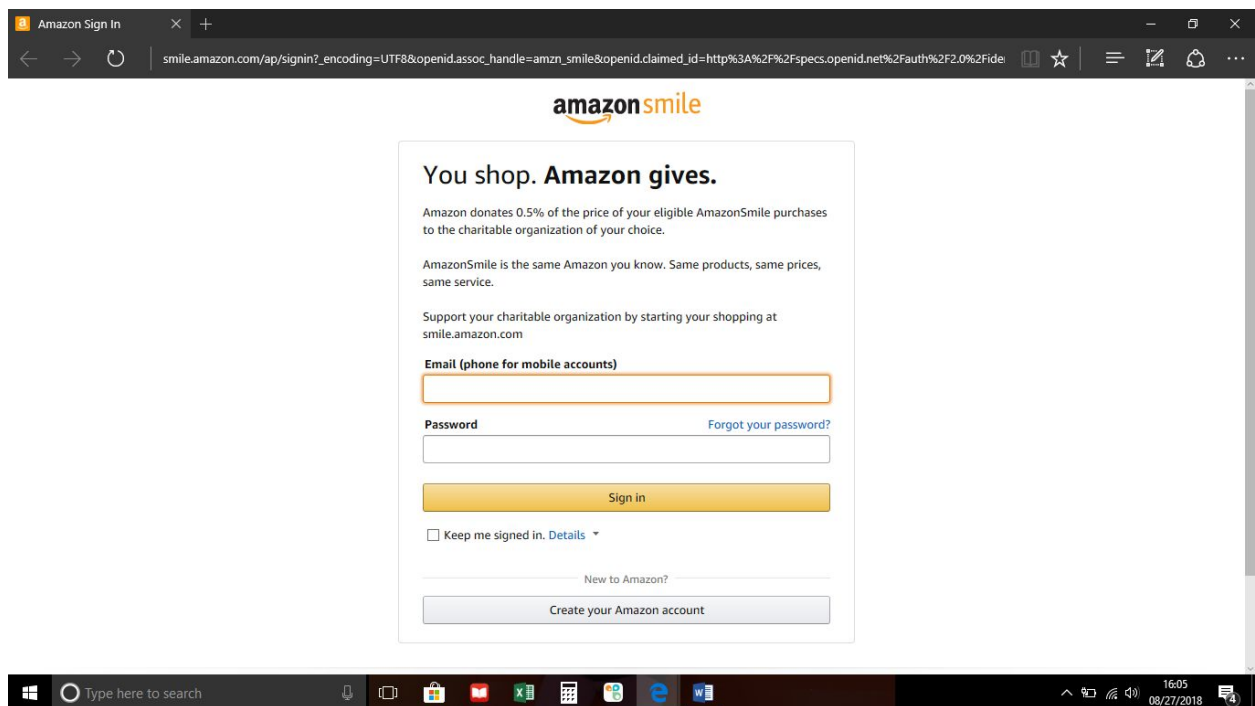 Amazon Sign In
smile.amazon.com/ap/signin?_encoding=UTF8&openid.assoc_handle=amzn_smile&openid.claimed_id=http%3A%2F%2Fspecs.openid.net%2Fauth%2F2.0%2Fide
amazonsmile
You shop. Amazon gives.
Amazon donates 0.5% of the price of your eligible AmazonSmile purchases
to the charitable organization of your choice.
AmazonSmile is the same Amazon you know. Same products, same prices,
same service.
Support your charitable organization by starting your shopping at
smile.amazon.com
Email (phone for mobile accounts)
Password Forgot your password?
Sign in
Keep me signed in. Details
New to Amazon?
Create your Amazon account
Type here to search
16:05
08/27/2018
4